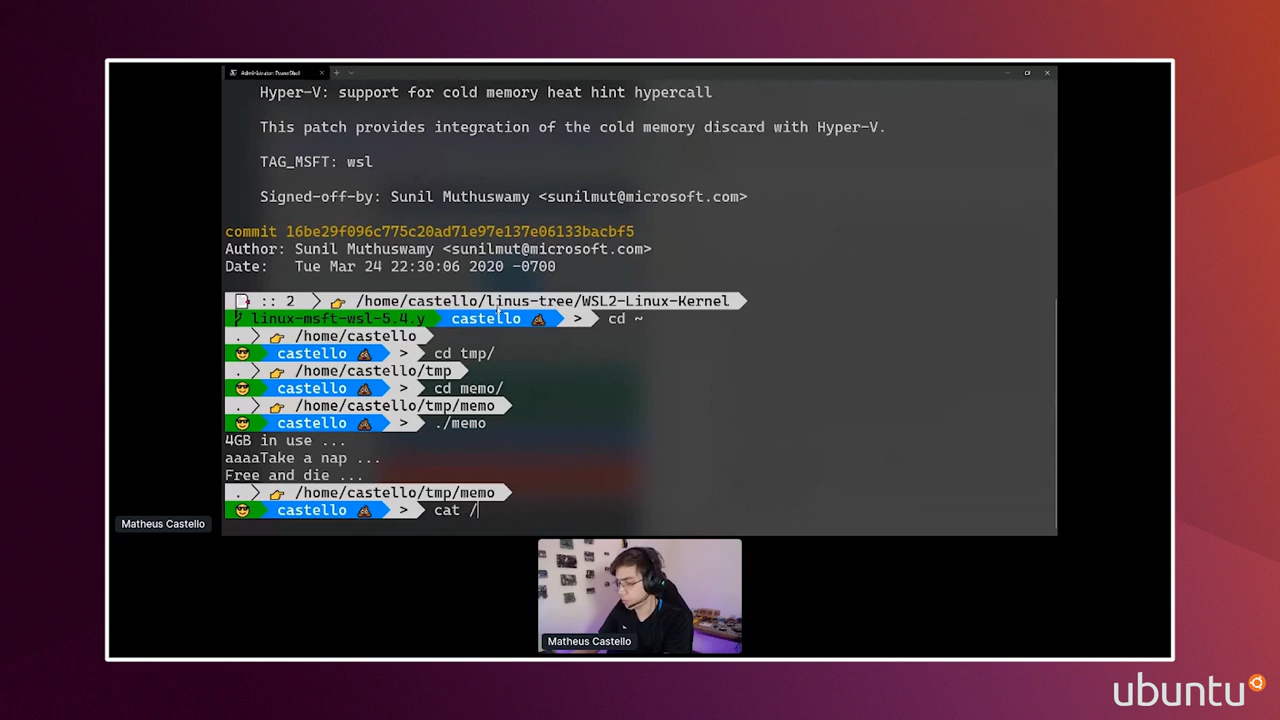 Administrator: PowerShell
Hyper-V: support for cold memory heat hint hypercall
This patch provides integration of the cold memory discard with Hyper-V.
TAG_MSFT: wsl
Signed-off-by: Sunil Muthuswamy <sunilmut@microsoft.com>
commit 16be29f096c775c20ad71e97e137e06133bacbf5
Author: Sunil Muthuswamy <sunilmut@microsoft.com>
Date:   Tue Mar 24 22:30:06 2020 -0700
:: 2 > /home/castello/linus-tree/WSL2-Linux-Kernel
linux-msft-wsl-5.4.y castello > cd ~
. /home/castello
castello > cd tmp/
. /home/castello/tmp
castello > cd memo/
. /home/castello/tmp/memo
castello > ./memo
4GB in use ...
aaaaTake a nap ...
Free and die ...
. /home/castello/tmp/memo
castello > cat /
Matheus Castello
Matheus Castello
ubuntu